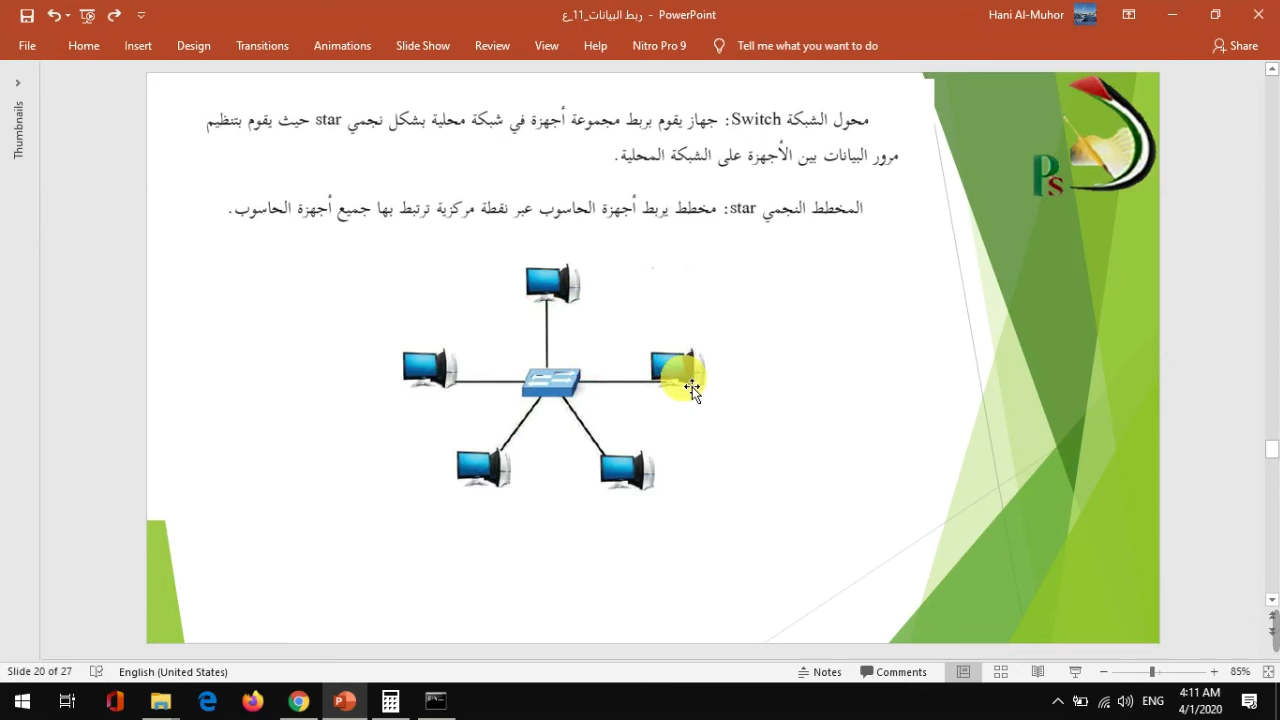 ربط البيانات_11_ع - PowerPoint
Hani Al-Muhor
File Home Insert Design Transitions Animations Slide Show Review View Help Nitro Pro 9 Tell me what you want to do Share
Thumbnails
محول الشبكة Switch: جهاز يقوم بربط مجموعة أجهزة في شبكة محلية بشكل نجمي star حيث يقوم بتنظيم
مرور البيانات بين الأجهزة على الشبكة المحلية.
المخطط النجمي star: مخطط يربط أجهزة الحاسوب عبر نقطة مركزية ترتبط بها جميع أجهزة الحاسوب.
Ps
Slide 20 of 27 English (United States) Notes Comments 85%
ENG
4:11 AM
4/1/2020